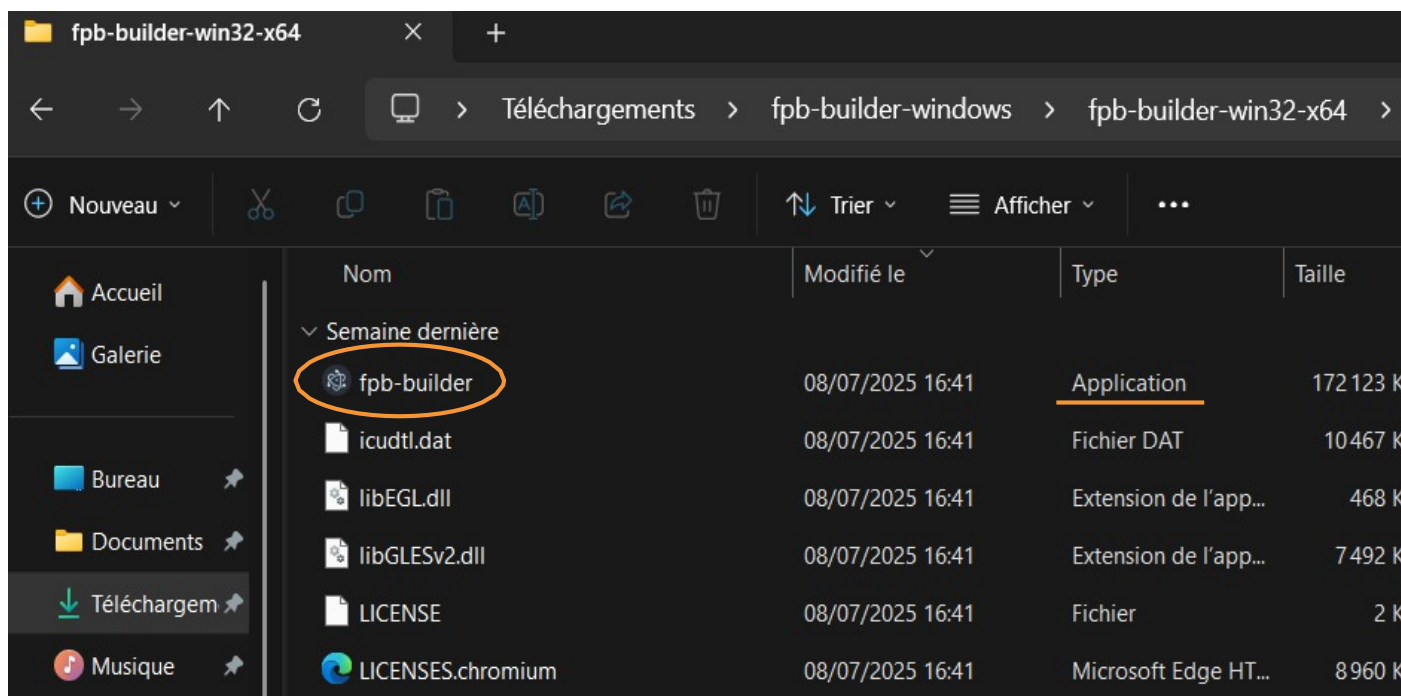 fpb-builder-win32-x64
Téléchargements > fpb-builder-windows > fpb-builder-win32-x64 >
Nouveau Trier Afficher
Nom Modifié le Type Taille
Accueil
Semaine dernière
Galerie
fpb-builder 08/07/2025 16:41 Application 172 123 K
icudtl.dat 08/07/2025 16:41 Fichier DAT 10 467 K
Bureau
libEGL.dll 08/07/2025 16:41 Extension de l'app... 468 K
Documents
libGLESv2.dll 08/07/2025 16:41 Extension de l'app... 7 492 K
Téléchargem
LICENSE 08/07/2025 16:41 Fichier 2 K
Musique
LICENSES.chromium 08/07/2025 16:41 Microsoft Edge HT... 8 960 K